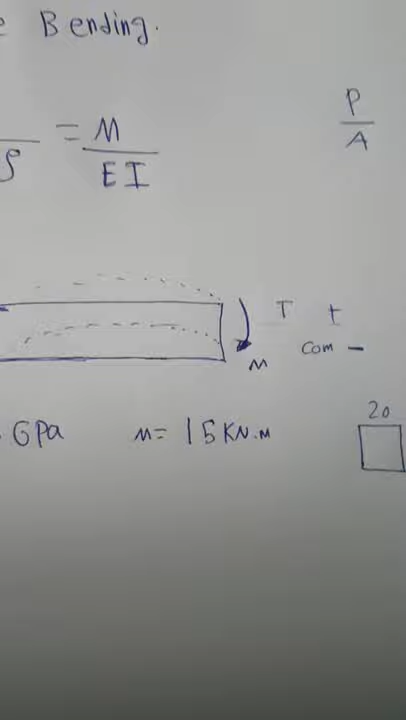 e Bending.
P
A
ρ = M
EI
T t
Com -
M
GPa M= 15 KN.M
20